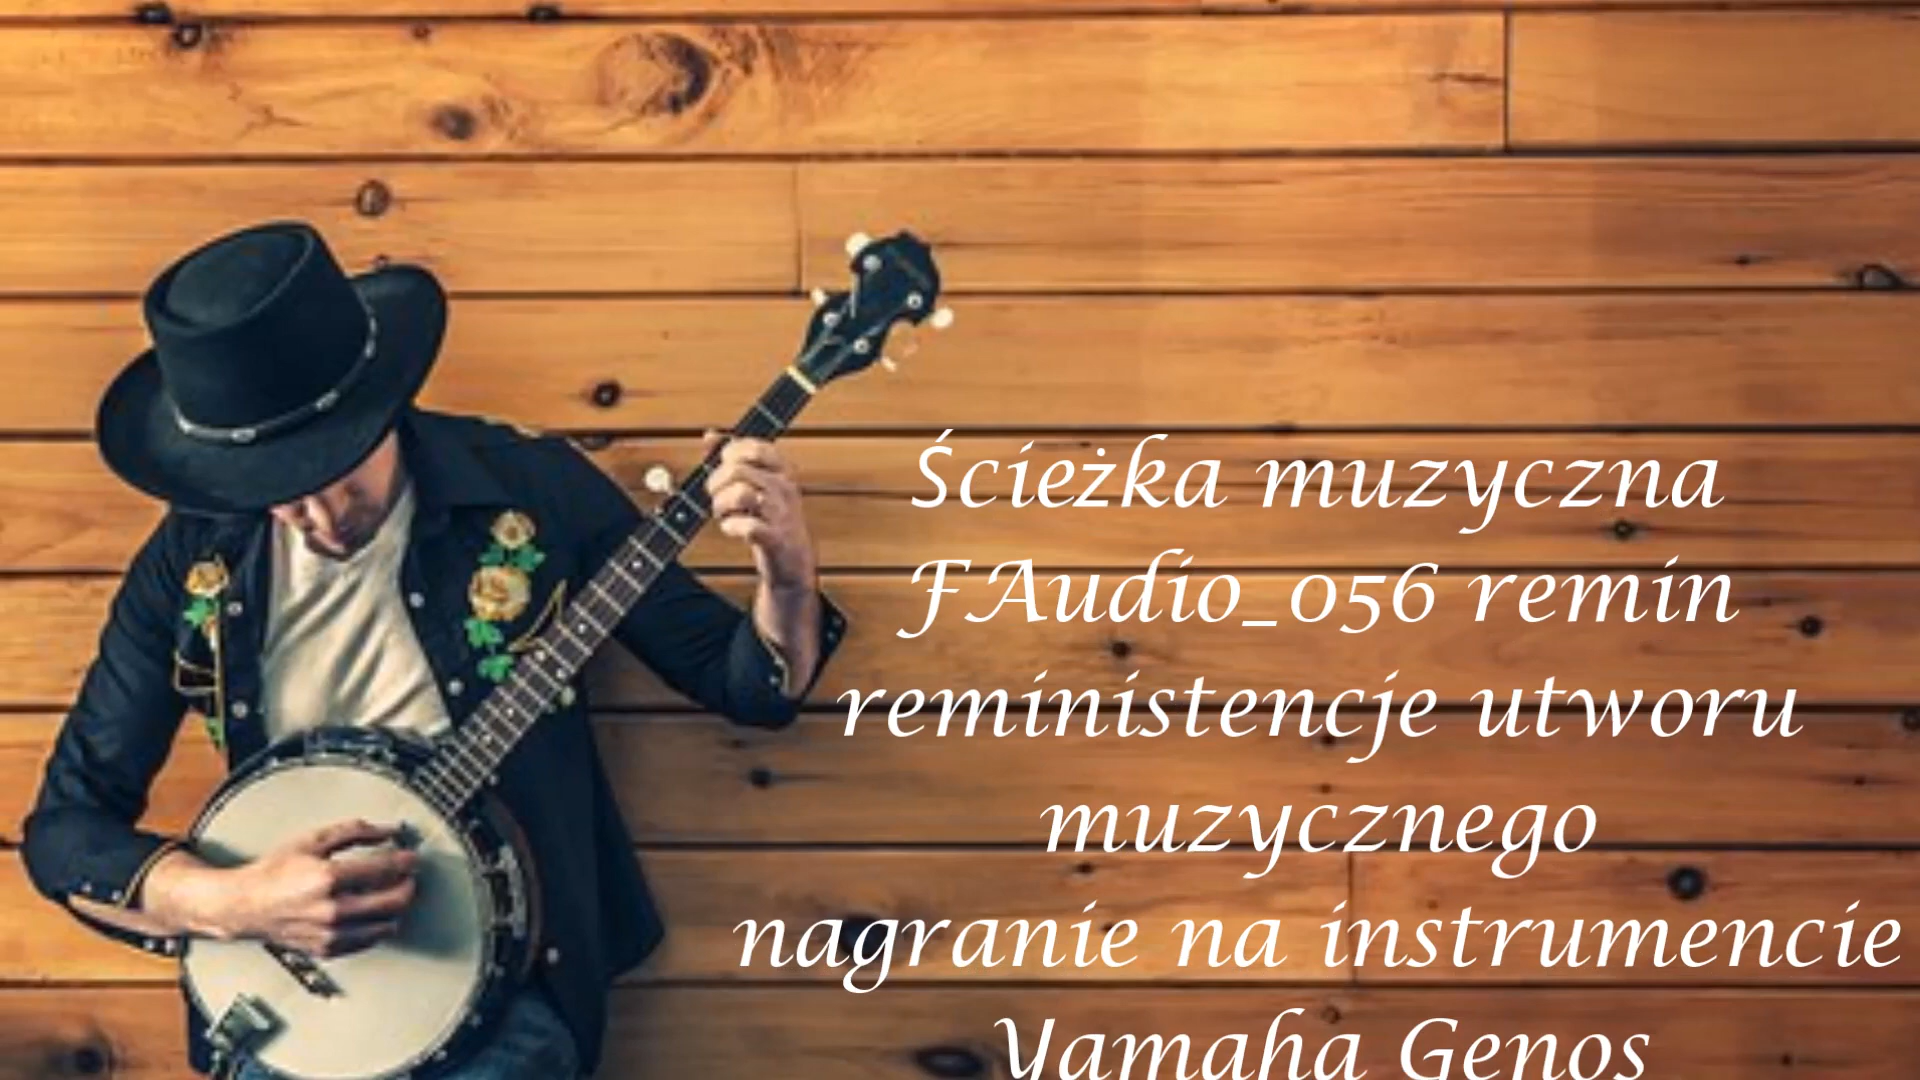 Ścieżka muzyczna
FAudio_056 remin
reministencje utworu
muzycznego
nagranie na instrumencie
Yamaha Genos